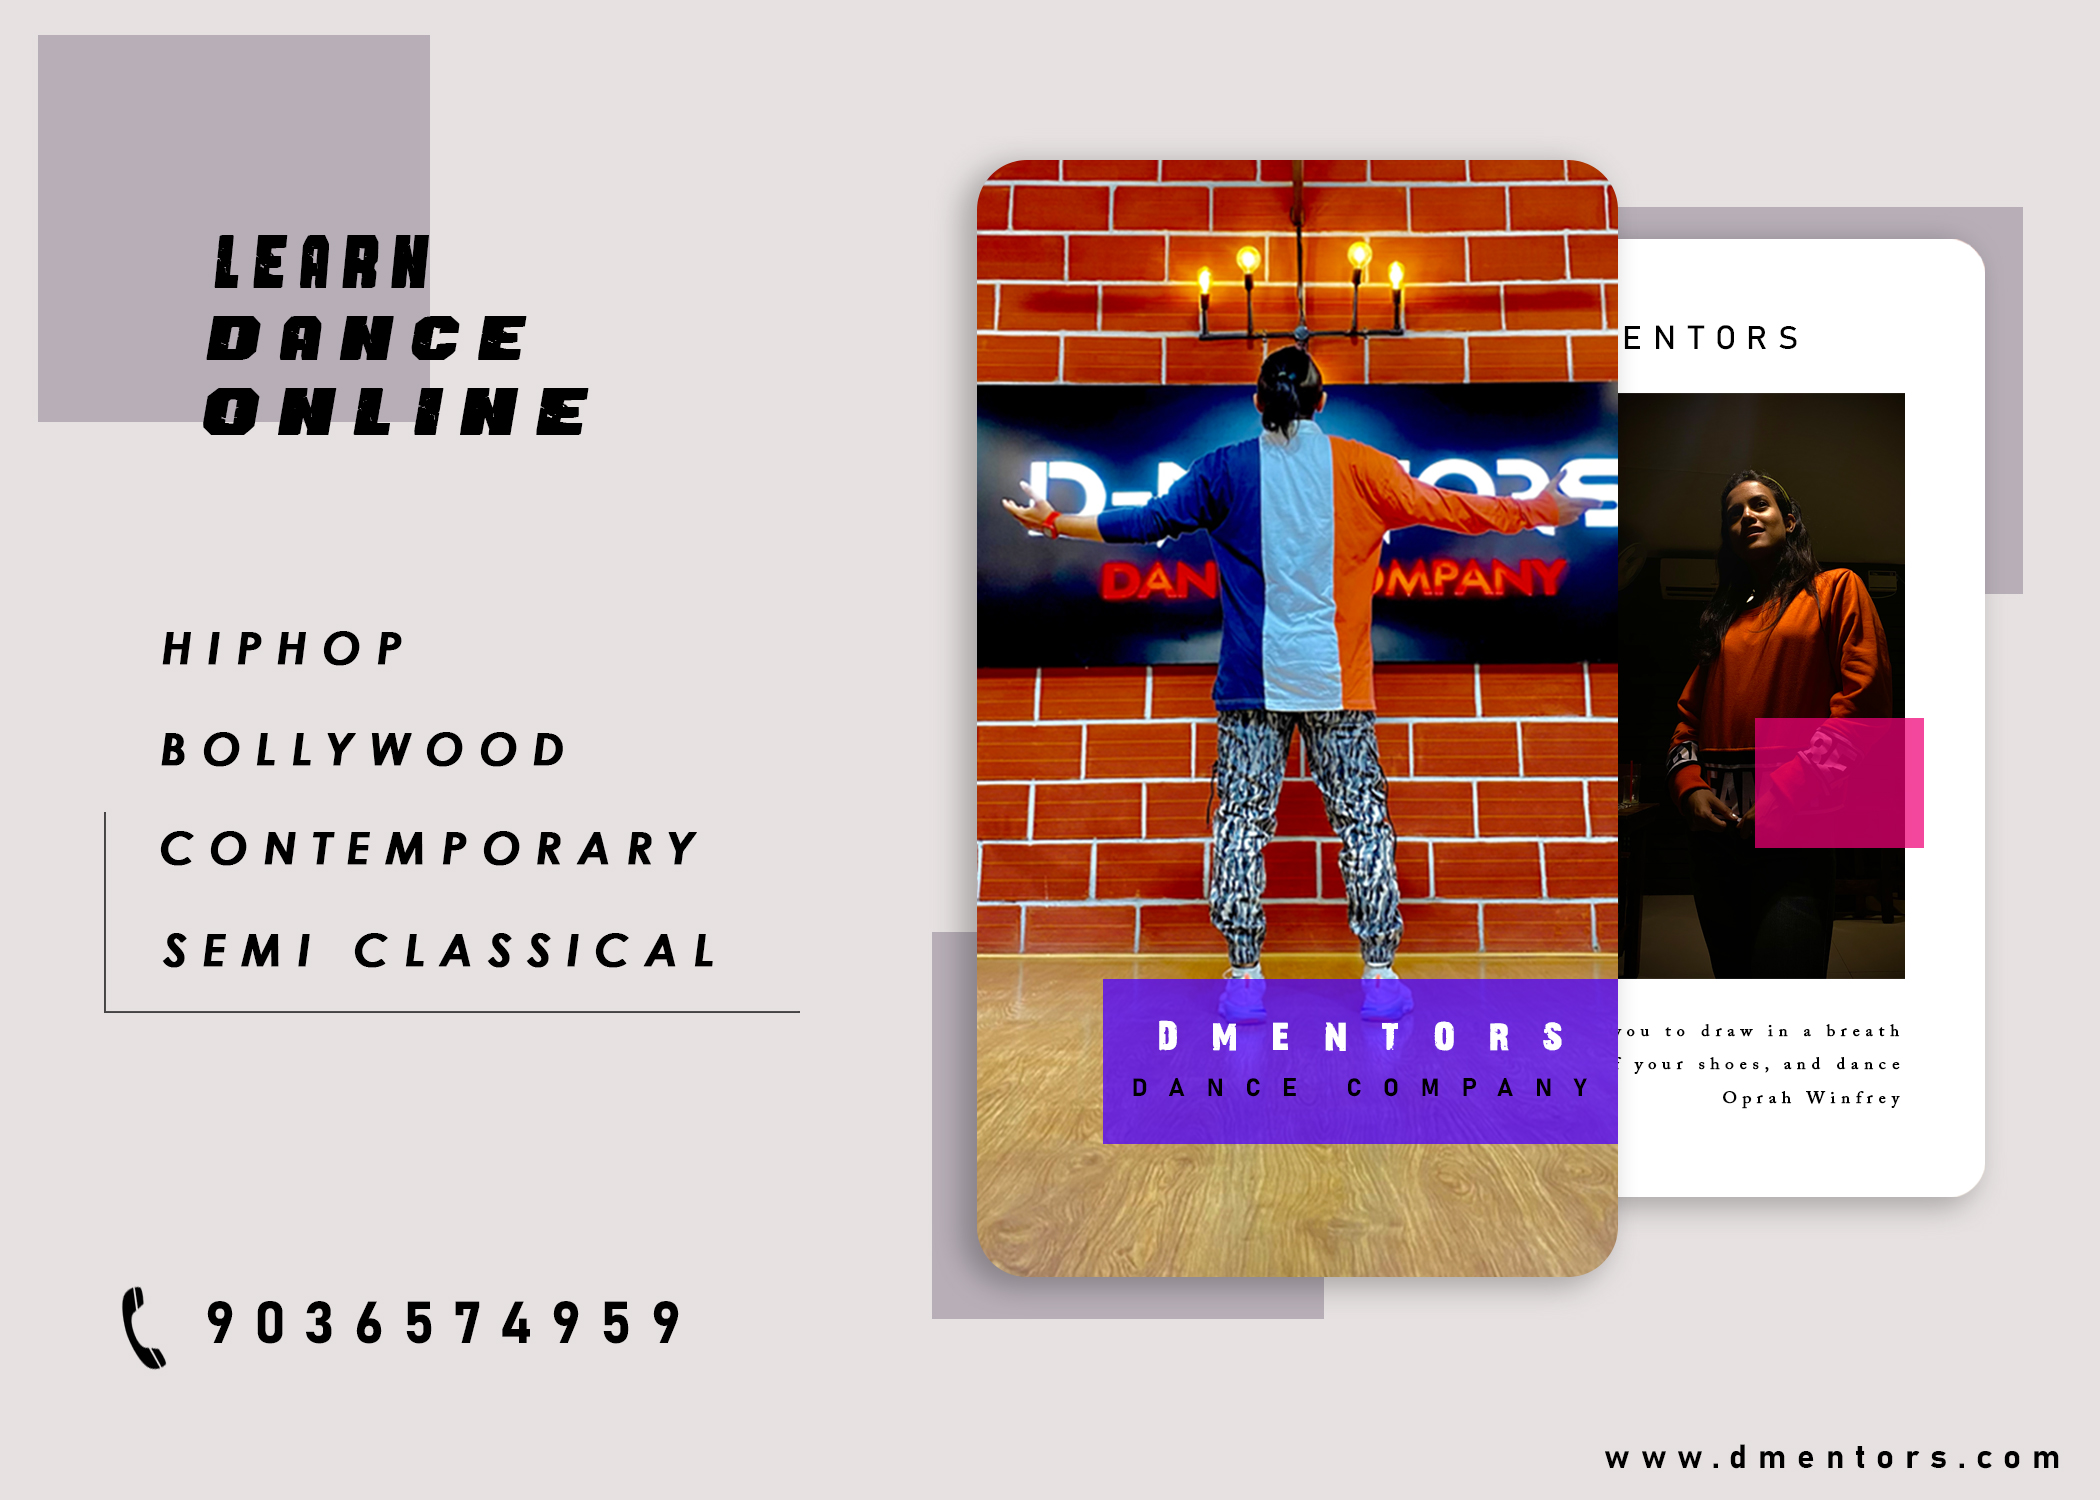 LEARN
DANCE
ONLINE
HIPHOP
BOLLYWOOD
CONTEMPORARY
SEMI CLASSICAL
9036574959
DMENTORS
DANCE COMPANY
ENTORS
you to draw in a breath
your shoes, and dance
Oprah Winfrey
www.dmentors.com